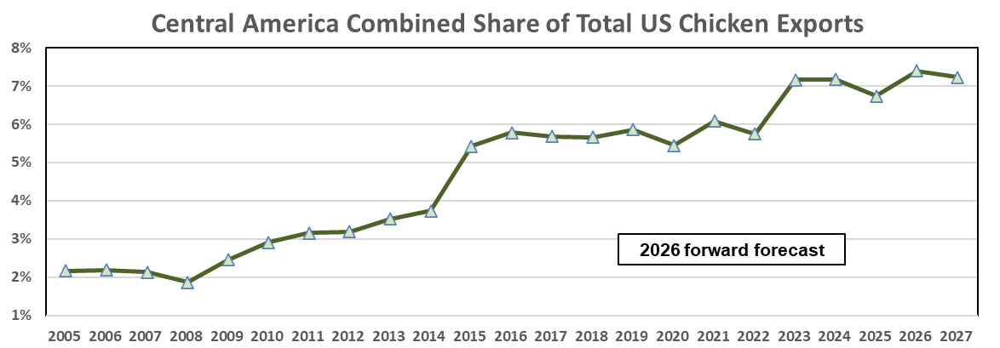 Central America Combined Share of Total US Chicken Exports
8%
7%
6%
5%
4%
3%
2%
1%
2026 forward forecast
2005 2006 2007 2008 2009 2010 2011 2012 2013 2014 2015 2016 2017 2018 2019 2020 2021 2022 2023 2024 2025 2026 2027